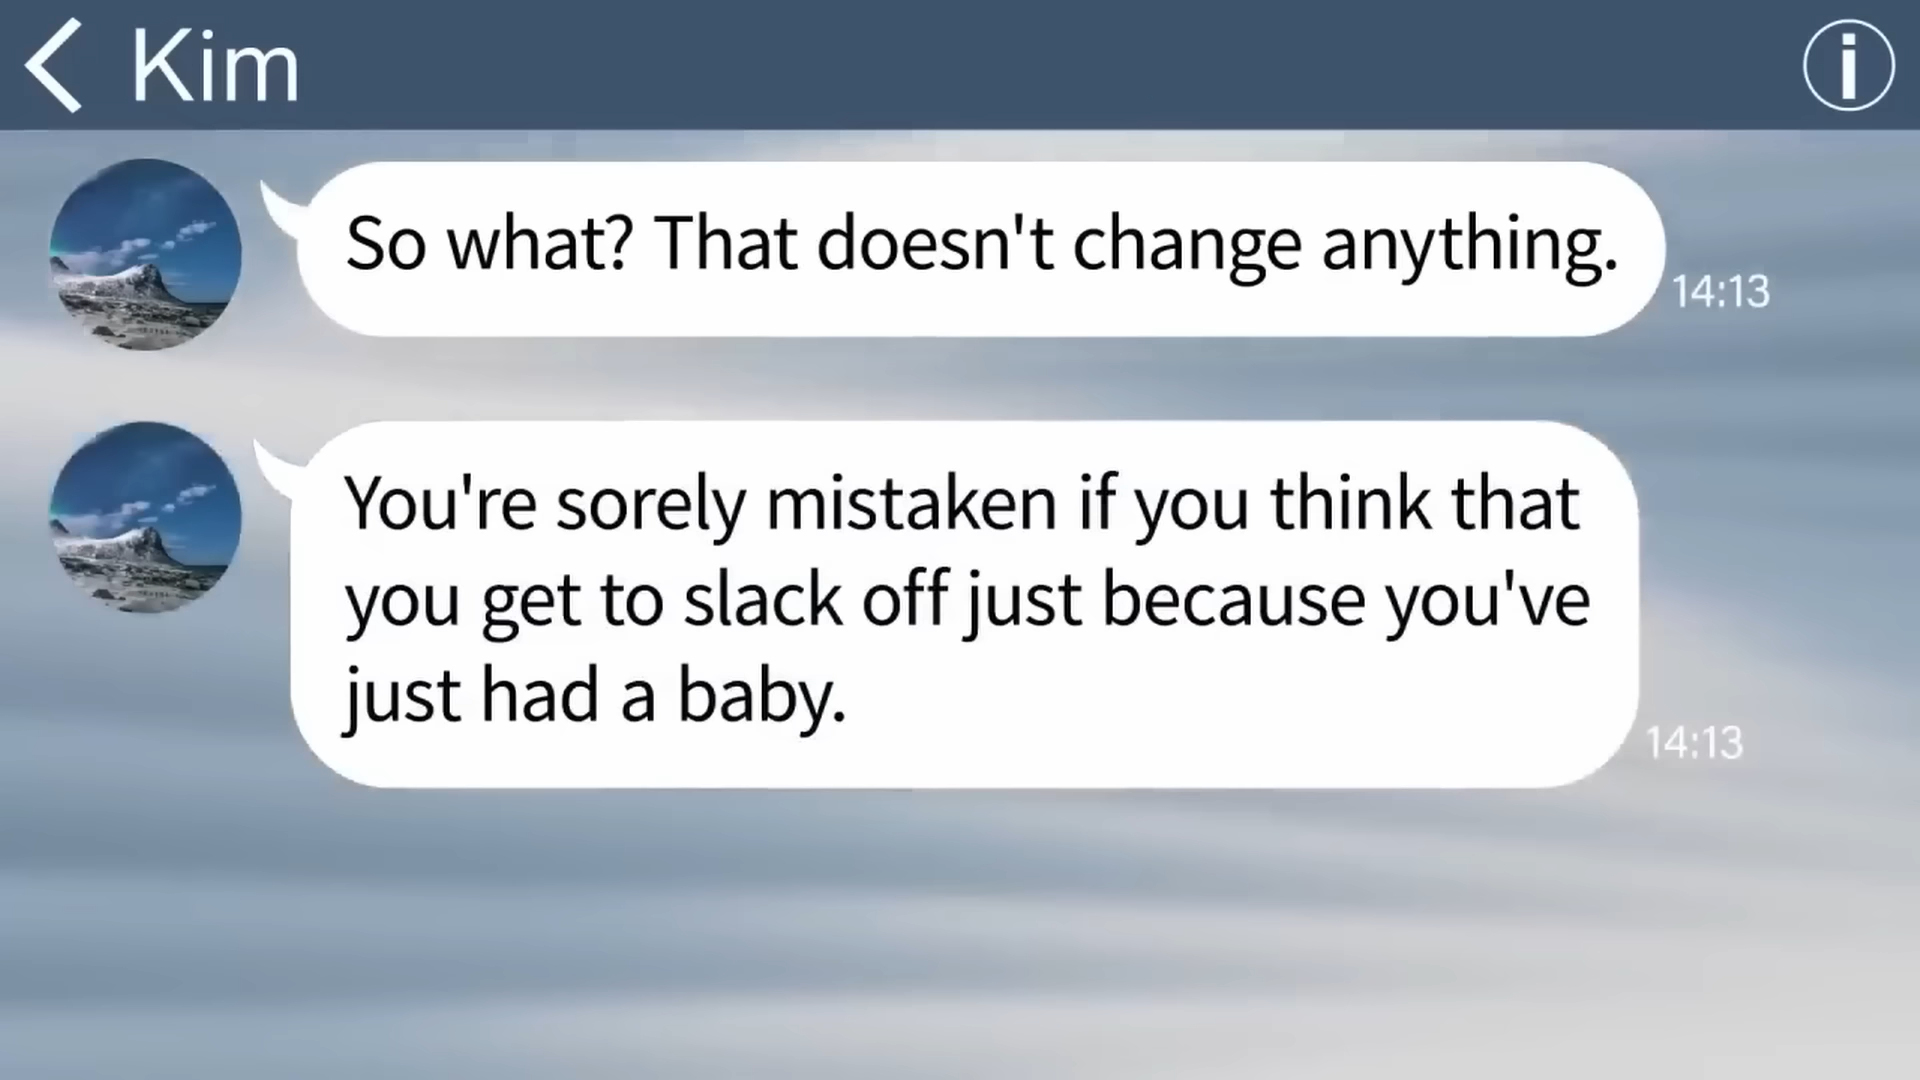 Kim
So what? That doesn't change anything.
14:13
You're sorely mistaken if you think that
you get to slack off just because you've
just had a baby.
14:13